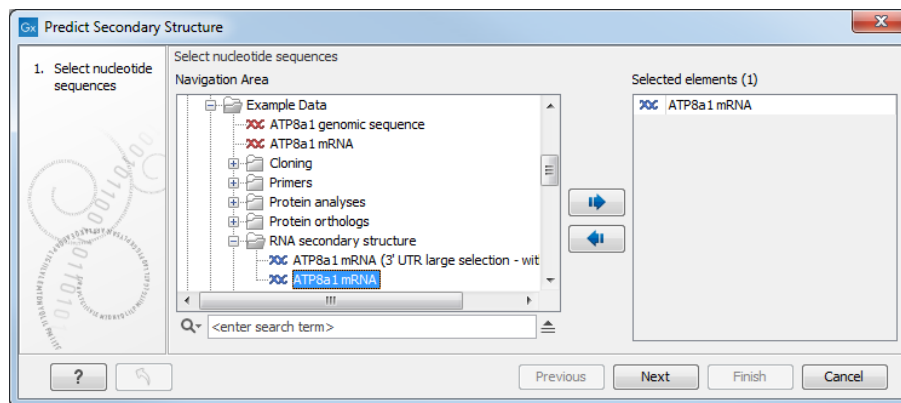 Gx Predict Secondary Structure
X
1. Select nucleotide
sequences
Select nucleotide sequences
Navigation Area
Example Data
ATP8a1 genomic sequence
ATP8a1 mRNA
Cloning
Primers
Protein analyses
Protein orthologs
RNA secondary structure
ATP8a1 mRNA (3' UTR large selection - wit
ATP8a1 mRNA
<enter search term>
Selected elements (1)
ATP8a1 mRNA
?
Previous
Next
Finish
Cancel